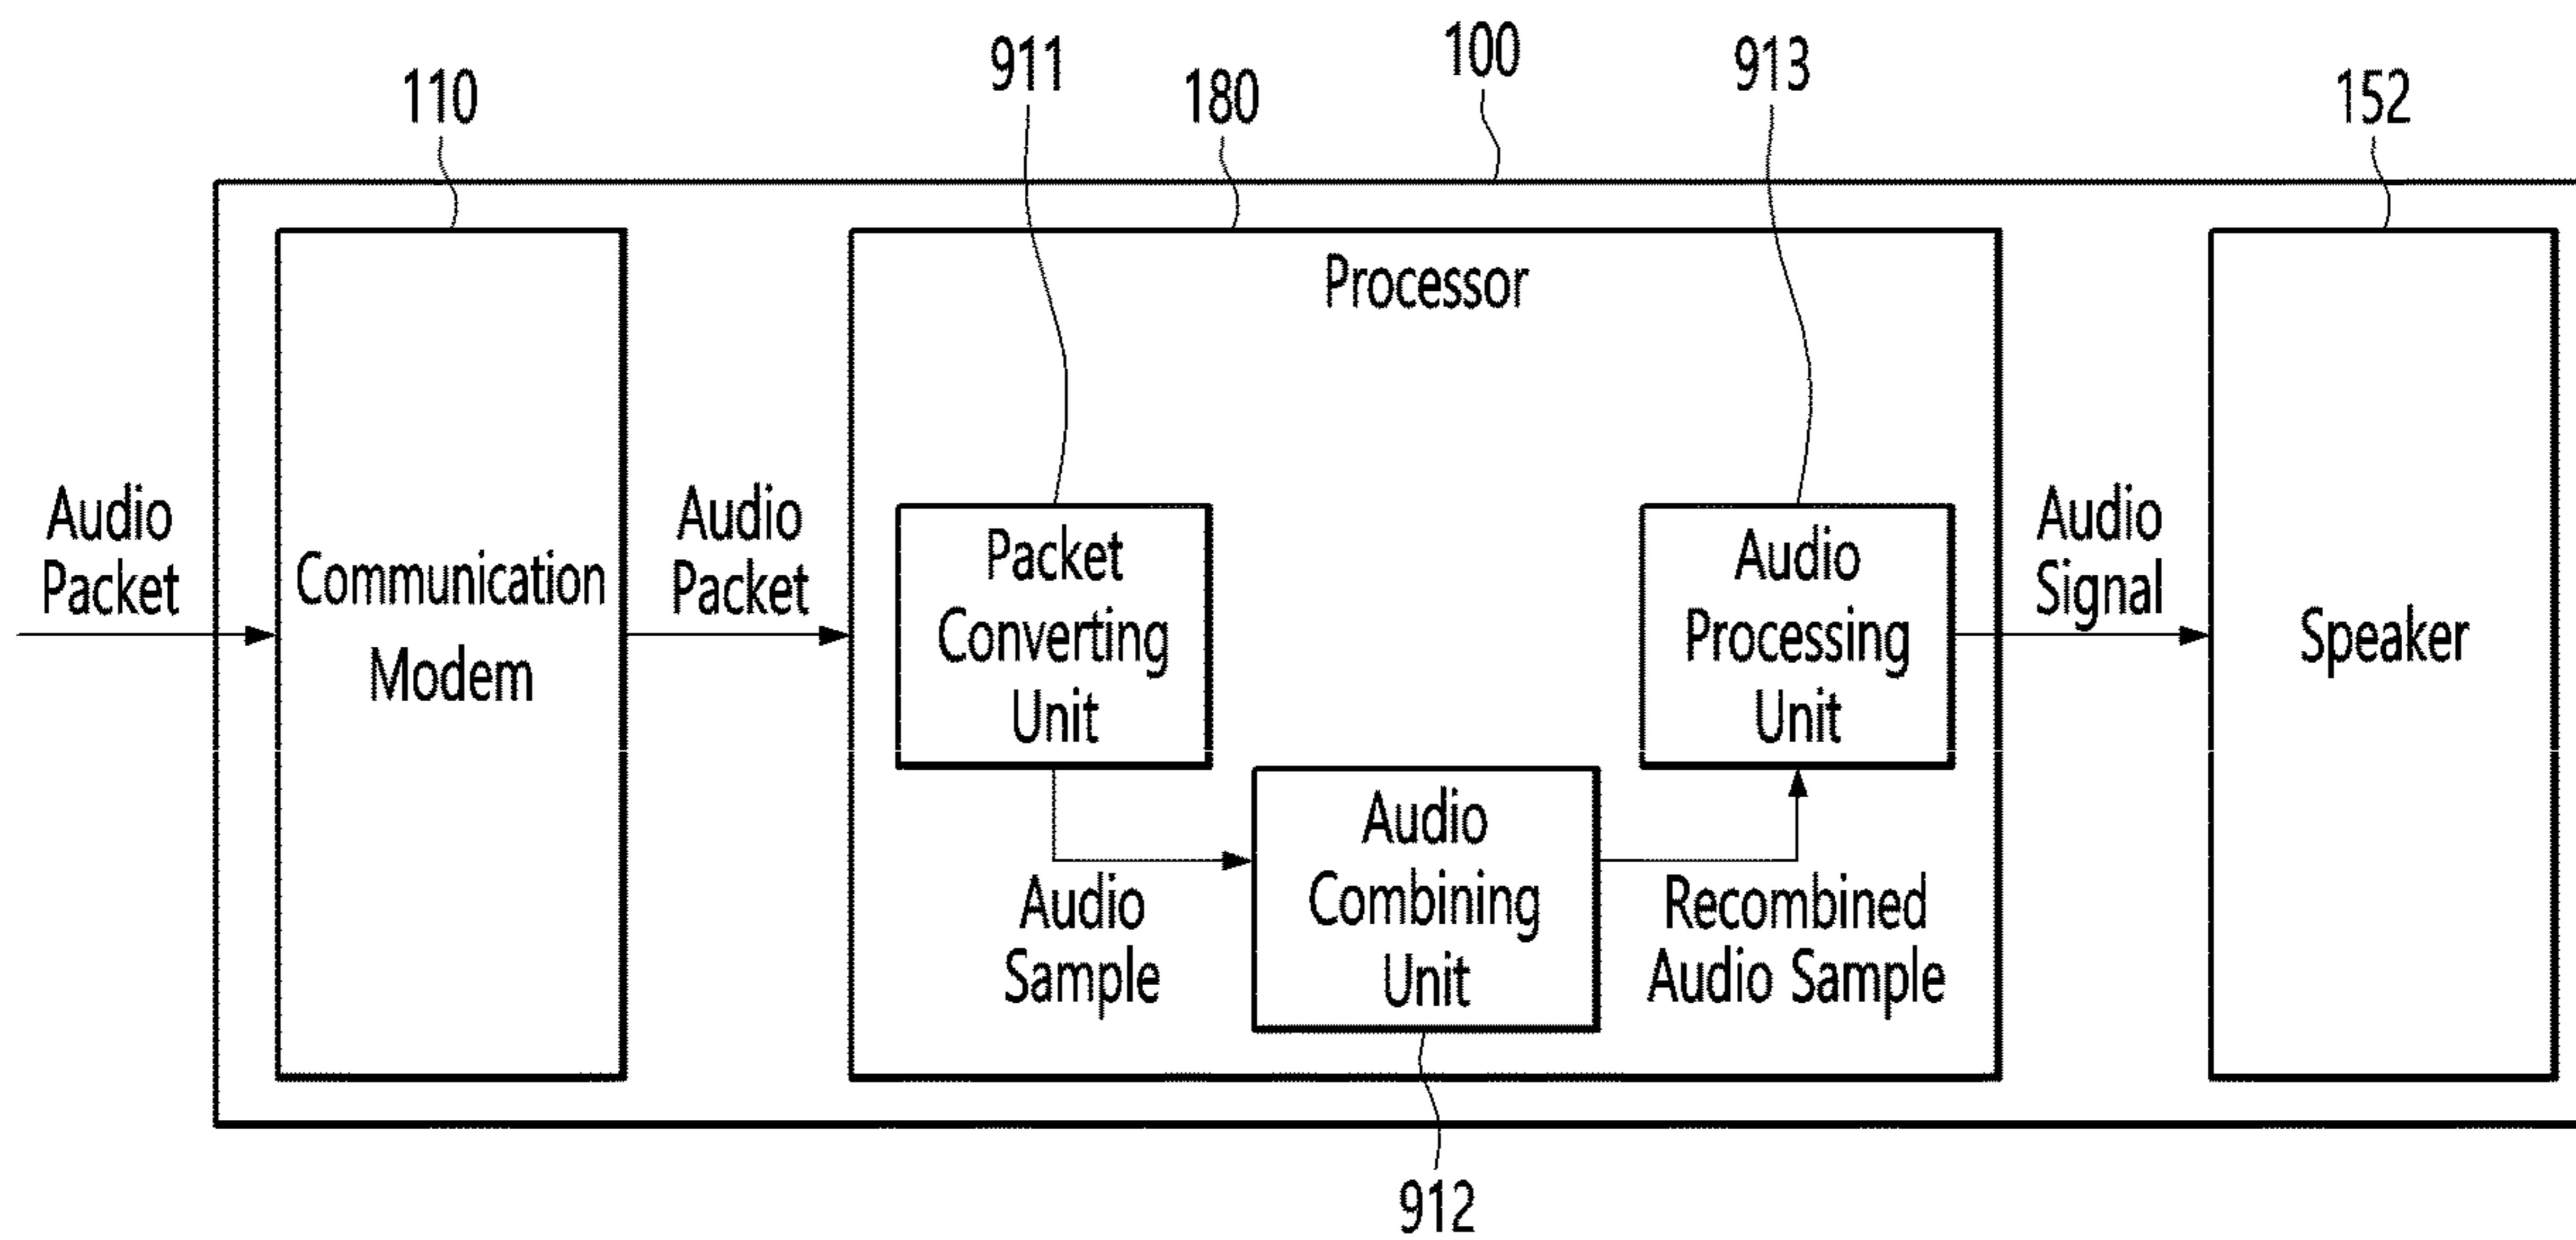 100
911
913
110
180
152
Processor
Audio
Packet
Communication
Modem
Audio
Packet
Packet
Converting
Unit
Audio
Sample
Audio
Combining
Unit
Recombined
Audio Sample
Audio
Processing
Unit
Audio
Signal
Speaker
912